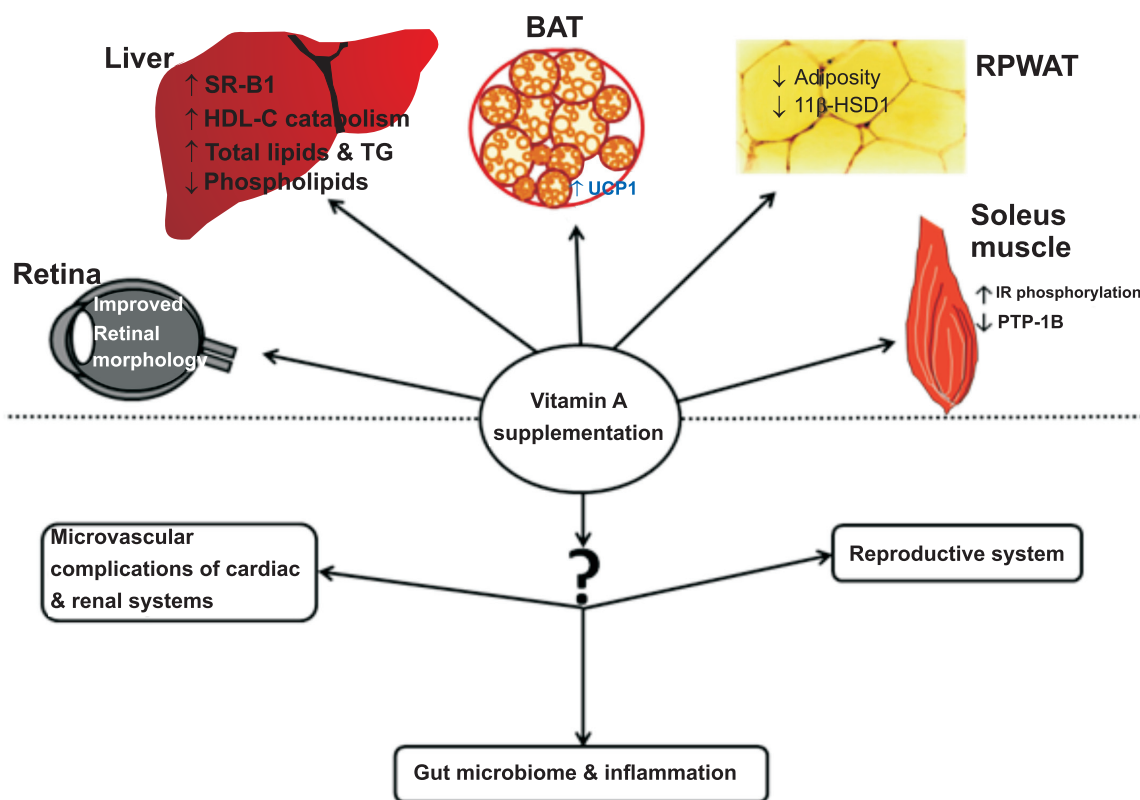 Liver
↑ SR-B1
↑ HDL-C catabolism
↑ Total lipids & TG
↓ Phospholipids
BAT
↑ UCP1
RPWAT
↓ Adiposity
↓ 11β-HSD1
Soleus
muscle
↑ IR phosphorylation
↓ PTP-1B
Retina
Improved
Retinal
morphology
Vitamin A
supplementation
?
Microvascular
complications of cardiac
& renal systems
Reproductive system
Gut microbiome & inflammation